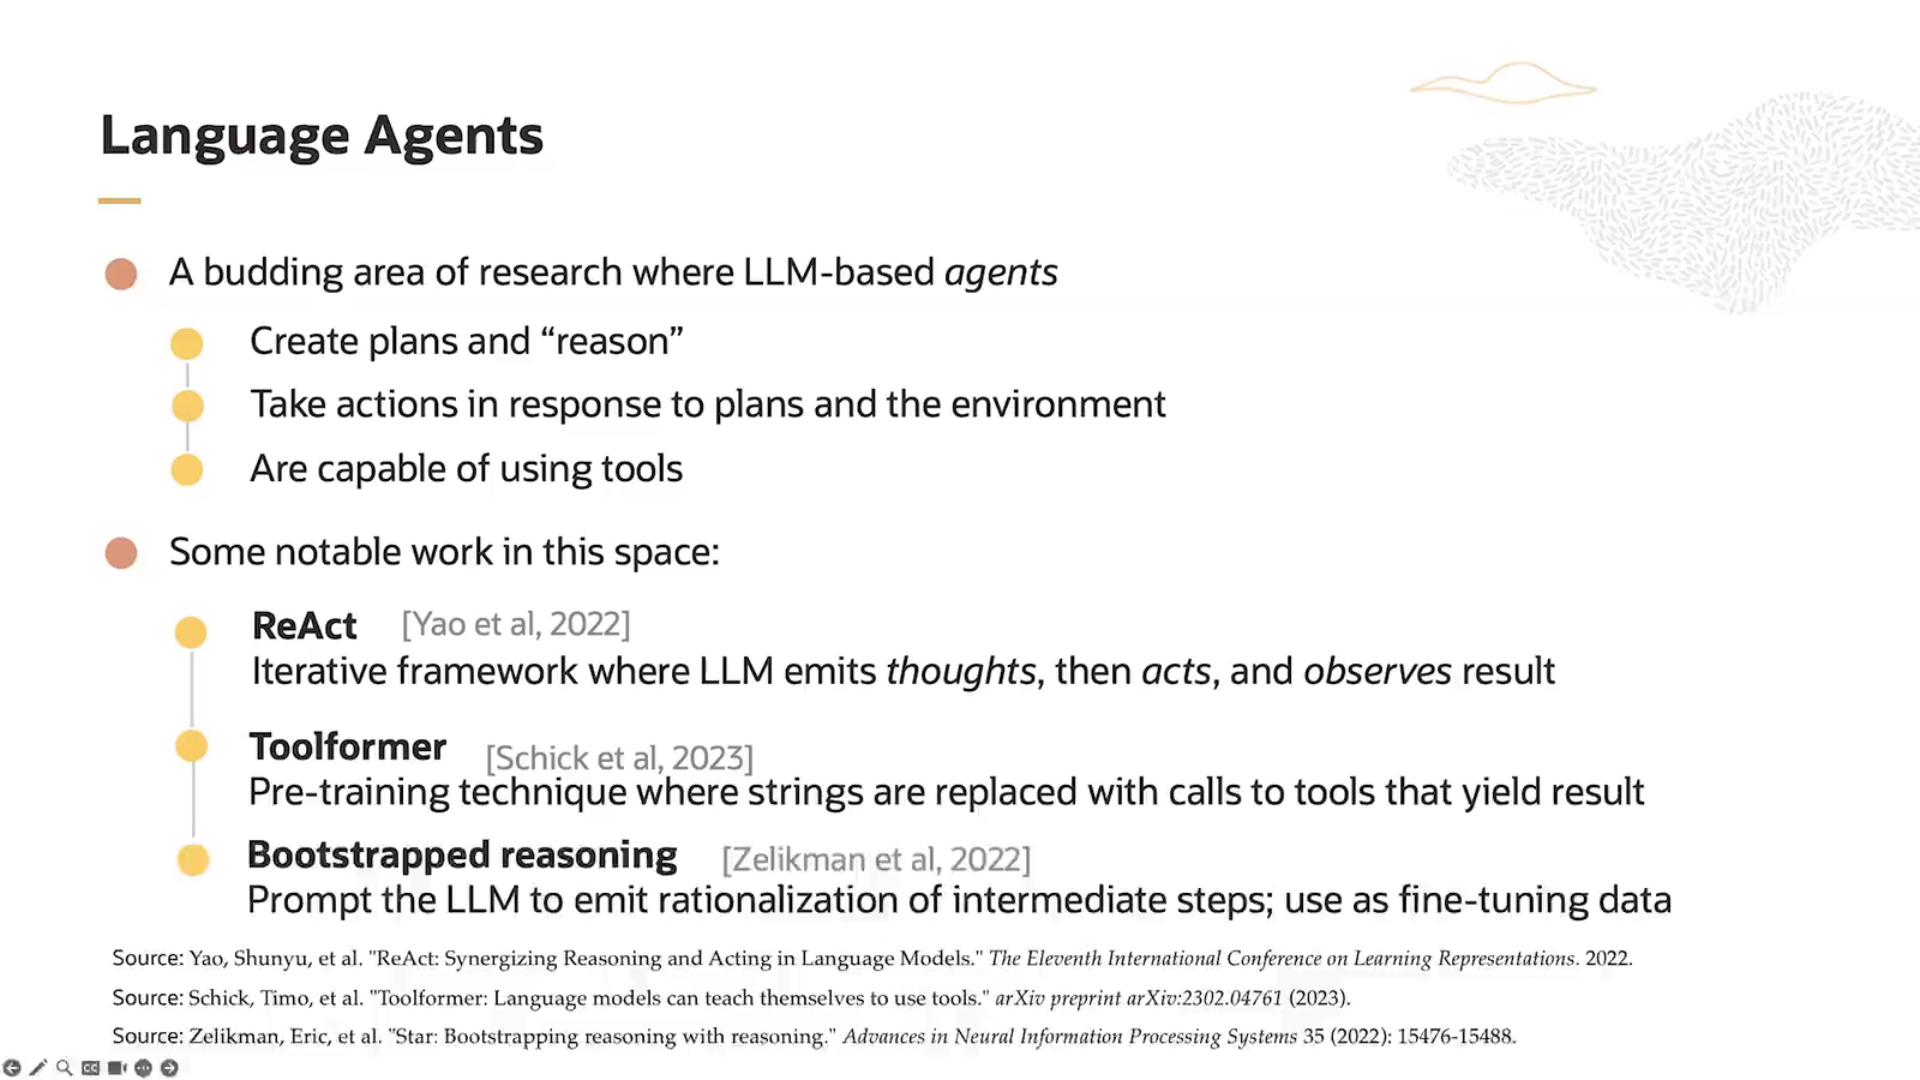 Language Agents
A budding area of research where LLM-based agents
Create plans and “reason”
Take actions in response to plans and the environment
Are capable of using tools
Some notable work in this space:
ReAct [Yao et al, 2022]
Iterative framework where LLM emits thoughts, then acts, and observes result
Toolformer [Schick et al, 2023]
Pre-training technique where strings are replaced with calls to tools that yield result
Bootstrapped reasoning [Zelikman et al, 2022]
Prompt the LLM to emit rationalization of intermediate steps; use as fine-tuning data
Source: Yao, Shunyu, et al. "ReAct: Synergizing Reasoning and Acting in Language Models." The Eleventh International Conference on Learning Representations. 2022.
Source: Schick, Timo, et al. "Toolformer: Language models can teach themselves to use tools." arXiv preprint arXiv:2302.04761 (2023).
Source: Zelikman, Eric, et al. "Star: Bootstrapping reasoning with reasoning." Advances in Neural Information Processing Systems 35 (2022): 15476-15488.
CC